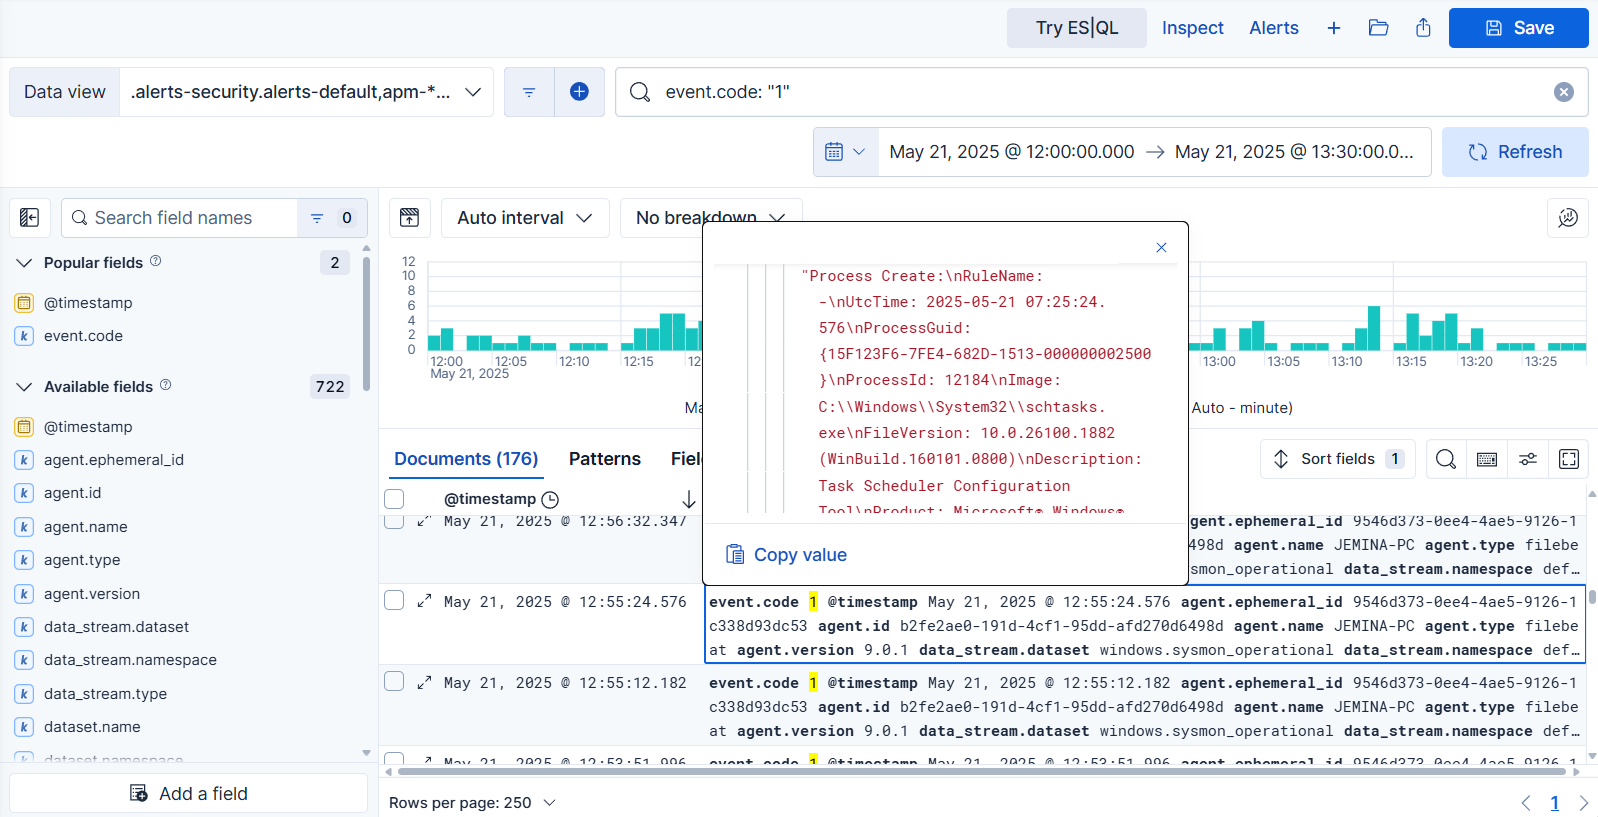 Try ES|QL Inspect Alerts + Save
Data view .alerts-security.alerts-default,apm-*... event.code: "1"
May 21, 2025 @ 12:00:00.000 → May 21, 2025 @ 13:30:00.0... Refresh
Search field names 0
Auto interval No breakdown
Popular fields 2
@timestamp
k event.code
Available fields 722
@timestamp
k agent.ephemeral_id
k agent.id
k agent.name
k agent.type
k agent.version
k data_stream.dataset
k data_stream.namespace
k data_stream.type
k dataset.name
k dataset.namespace
Add a field
12
10
8
6
4
2
0
12:00 12:05 12:10 12:15 12 13:00 13:05 13:10 13:15 13:20 13:25
May 21, 2025
Ma Auto - minute)
"Process Create:\nRuleName:
-\nUtcTime: 2025-05-21 07:25:24.
576\nProcessGuid:
{15F123F6-7FE4-682D-1513-000000002500
}\nProcessId: 12184\nImage:
C:\\Windows\\System32\\schtasks.
exe\nFileVersion: 10.0.26100.1882
(WinBuild.160101.0800)\nDescription:
Task Scheduler Configuration
Tool\nProduct: Microsoft® Windows®
Copy value
Documents (176) Patterns Fiel Sort fields 1
@timestamp
May 21, 2025 @ 12:56:32.347 gent.ephemeral_id 9546d373-0ee4-4ae5-9126-1
498d agent.name JEMINA-PC agent.type filebe
smon_operational data_stream.namespace def…
May 21, 2025 @ 12:55:24.576 event.code 1 @timestamp May 21, 2025 @ 12:55:24.576 agent.ephemeral_id 9546d373-0ee4-4ae5-9126-1
c338d93dc53 agent.id b2fe2ae0-191d-4cf1-95dd-afd270d6498d agent.name JEMINA-PC agent.type filebe
at agent.version 9.0.1 data_stream.dataset windows.sysmon_operational data_stream.namespace def…
May 21, 2025 @ 12:55:12.182 event.code 1 @timestamp May 21, 2025 @ 12:55:12.182 agent.ephemeral_id 9546d373-0ee4-4ae5-9126-1
c338d93dc53 agent.id b2fe2ae0-191d-4cf1-95dd-afd270d6498d agent.name JEMINA-PC agent.type filebe
at agent.version 9.0.1 data_stream.dataset windows.sysmon_operational data_stream.namespace def…
May 21, 2025 @ 12:53:51.996 event.code 1 @timestamp May 21, 2025 @ 12:53:51.996 agent.ephemeral_id 9546d373-0ee4-4ae5-9126-1
Rows per page: 250 1